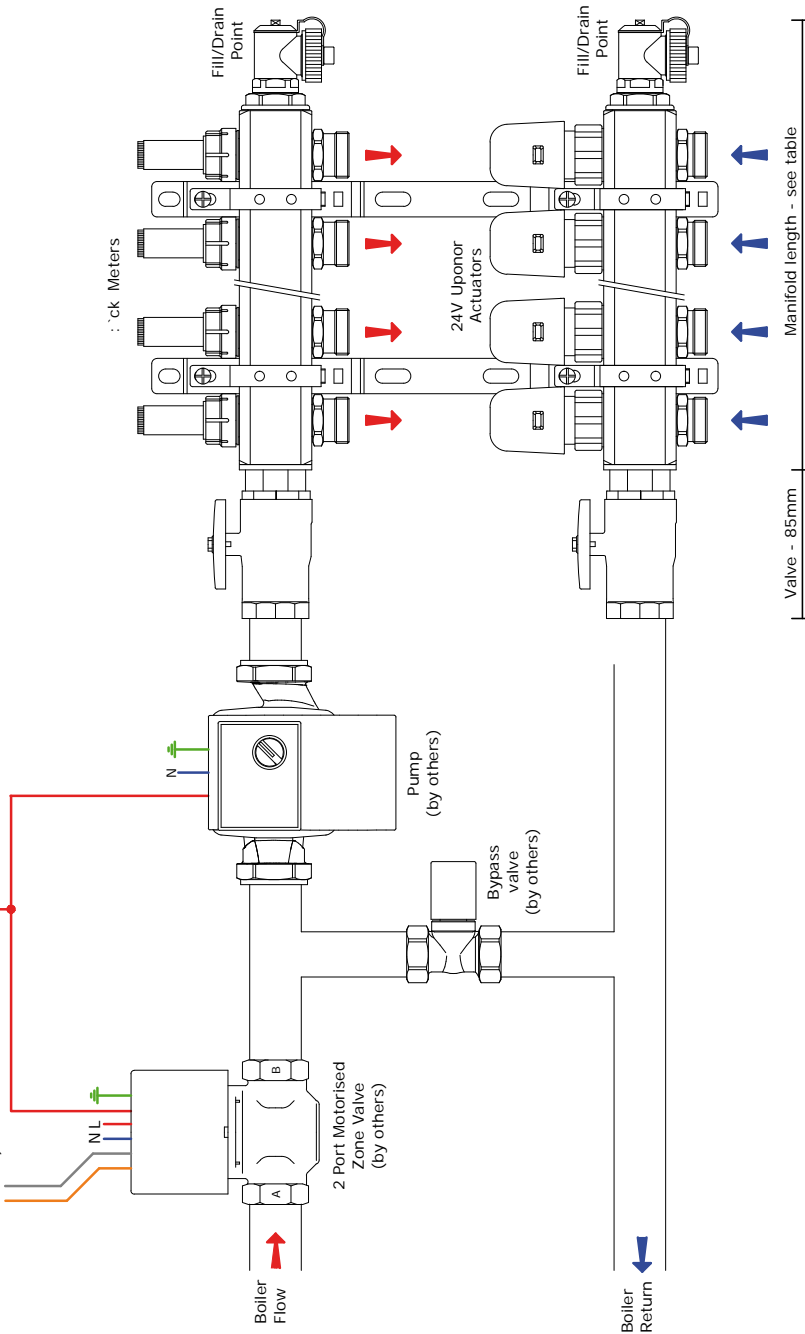 Fill/Drain
Point
Fill/Drain
Point
Meters
24V Uponor
Actuators
Manifold length - see table
Valve - 85mm
N
Pump
(by others)
Bypass
valve
(by others)
N L
B
A
2 Port Motorised
Zone Valve
(by others)
Boiler
Flow
Boiler
Return